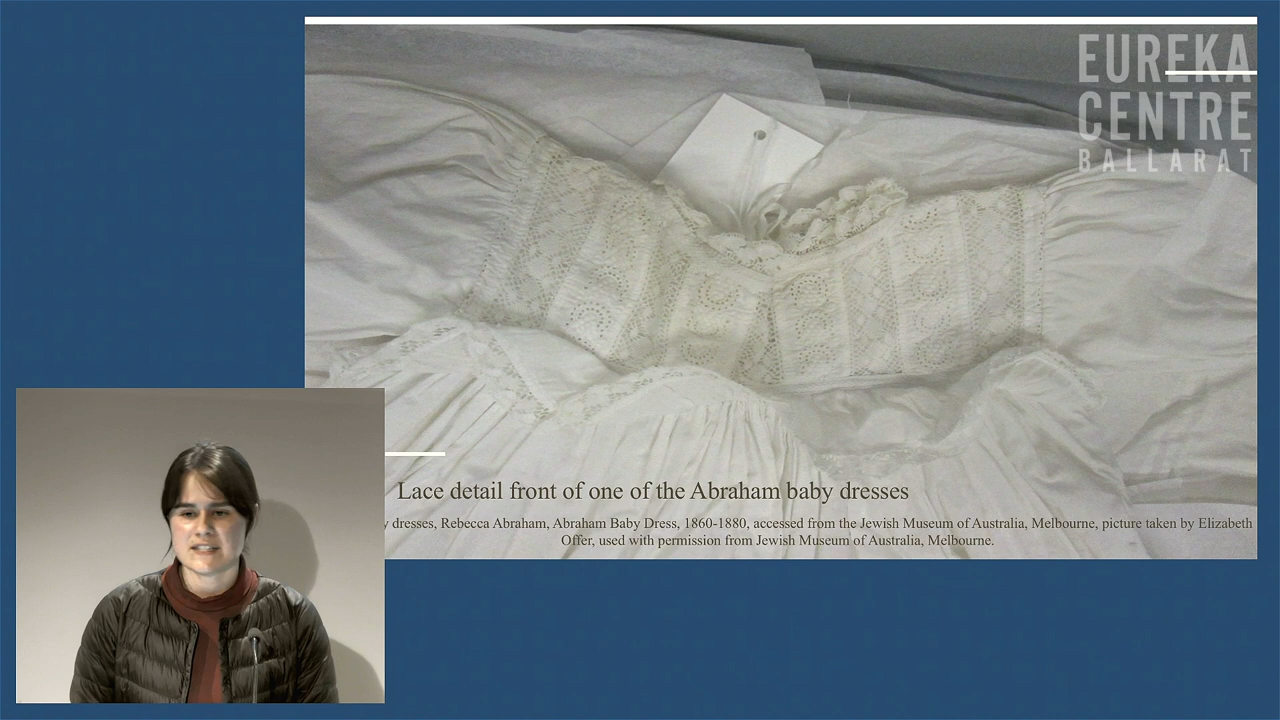 EUREKA
CENTRE
BALLARAT
Lace detail front of one of the Abraham baby dresses
dresses, Rebecca Abraham, Abraham Baby Dress, 1860-1880, accessed from the Jewish Museum of Australia, Melbourne, picture taken by Elizabeth
Offer, used with permission from Jewish Museum of Australia, Melbourne.